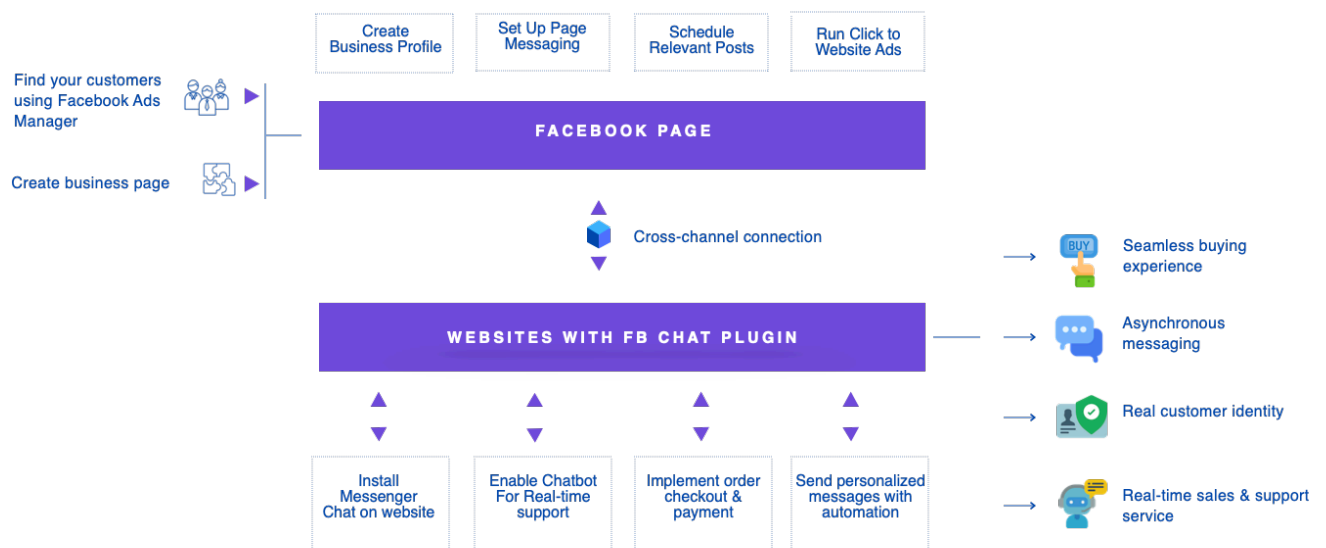 Create
Business Profile
Set Up Page
Messaging
Schedule
Relevant Posts
Run Click to
Website Ads
Find your customers
using Facebook Ads
Manager
Create business page
FACEBOOK PAGE
Cross-channel connection
WEBSITES WITH FB CHAT PLUGIN
BUY
Seamless buying
experience
Asynchronous
messaging
Real customer identity
Real-time sales & support
service
Install
Messenger
Chat on website
Enable Chatbot
For Real-time
support
Implement order
checkout &
payment
Send personalized
messages with
automation